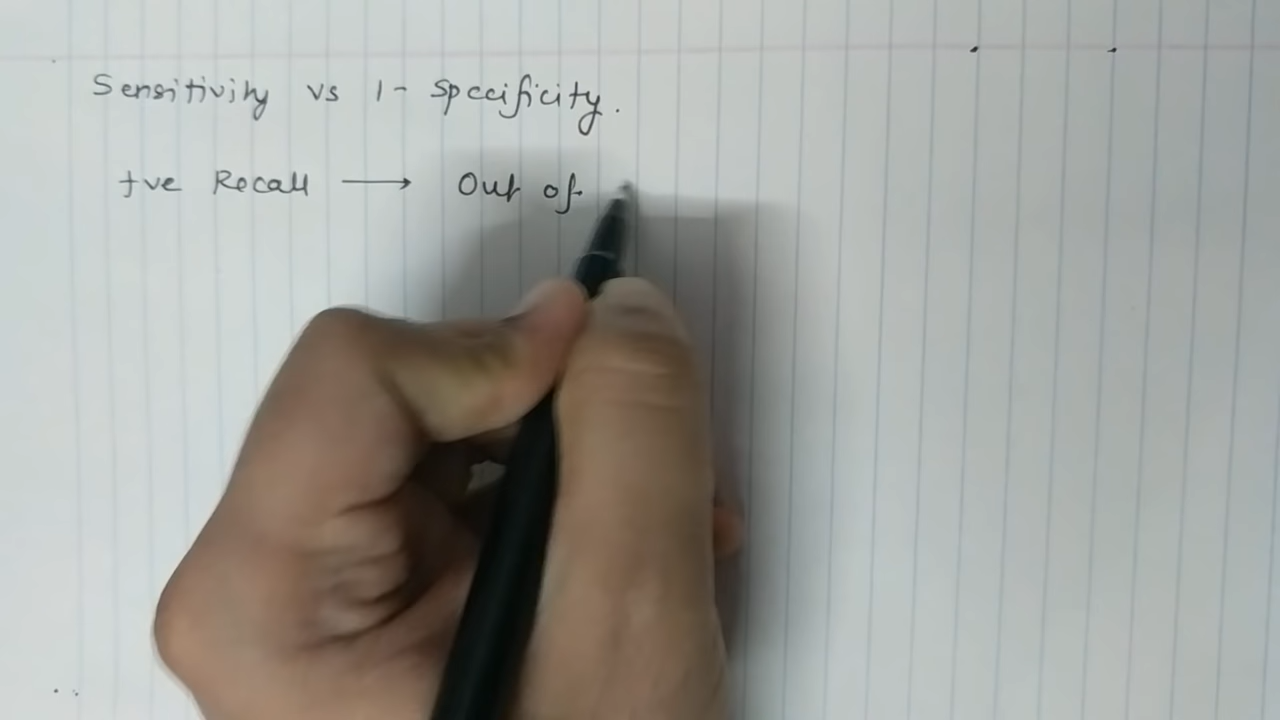 Sensitivity vs 1- Specificity.
+ve Recall → Out of